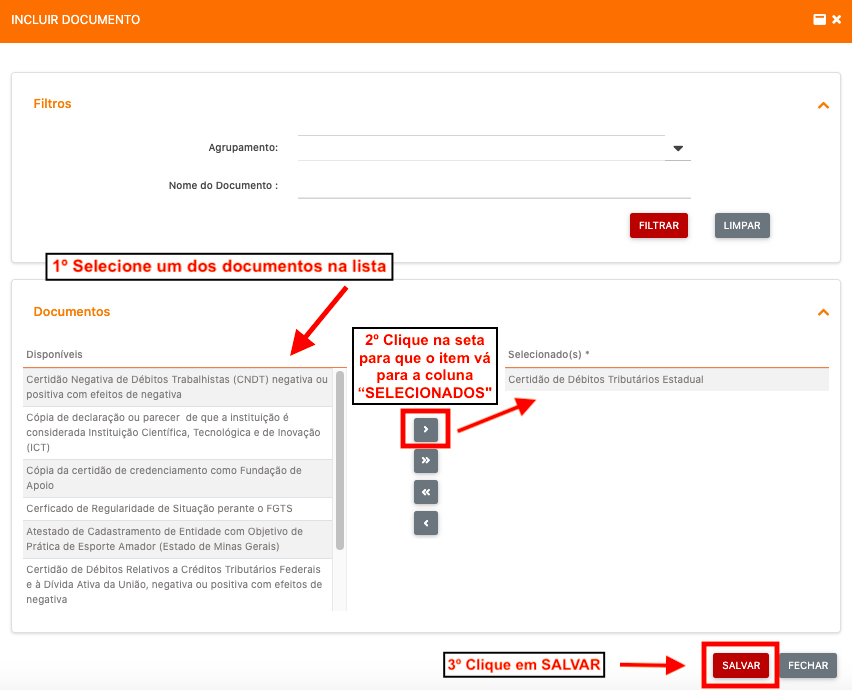 INCLUIR DOCUMENTO
Filtros
Agrupamento:
Nome do Documento :
FILTRAR
LIMPAR
1º Selecione um dos documentos na lista
Documentos
2º Clique na seta
para que o item vá
para a coluna
“SELECIONADOS"
Disponíveis
Certidão Negativa de Débitos Trabalhistas (CNDT) negativa ou
positiva com efeitos de negativa
Cópia de declaração ou parecer de que a instituição é
considerada Instituição Científica, Tecnológica e de Inovação
(ICT)
Cópia da certidão de credenciamento como Fundação de
Apoio
Cerficado de Regularidade de Situação perante o FGTS
Atestado de Cadastramento de Entidade com Objetivo de
Prática de Esporte Amador (Estado de Minas Gerais)
Certidão de Débitos Relativos a Créditos Tributários Federais
e à Dívida Ativa da União, negativa ou positiva com efeitos de
negativa
Selecionado(s) *
Certidão de Débitos Tributários Estadual
3º Clique em SALVAR
SALVAR
FECHAR